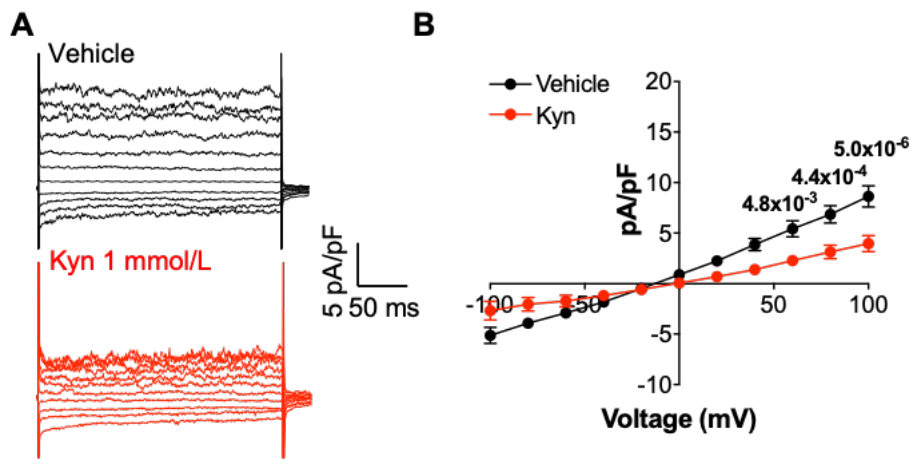 A
Vehicle
Kyn 1 mmol/L
5 pA/pF
50 ms
B
Vehicle
Kyn
pA/pF
20
15
10
5
-5
-10
-100
-50
0
50
100
4.8x10⁻³
4.4x10⁻⁴
5.0x10⁻⁶
Voltage (mV)